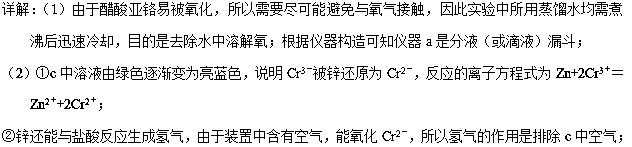 详解:(1)由于醋酸亚铬易被氧化,所以需要尽可能避免与氧气接触,因此实验中所用蒸馏水均需煮
沸后迅速冷却,目的是去除水中溶解氧;根据仪器构造可知仪器 a 是分液(或滴液)漏斗;
(2)①c 中溶液由绿色逐渐变为亮蓝色,说明 Cr³⁻被锌还原为 Cr²⁻,反应的离子方程式为 Zn+2Cr³⁺=
Zn²⁺+2Cr²⁺;
②锌还能与盐酸反应生成氢气,由于装置中含有空气,能氧化 Cr²⁻,所以氢气的作用是排除 c 中空气;